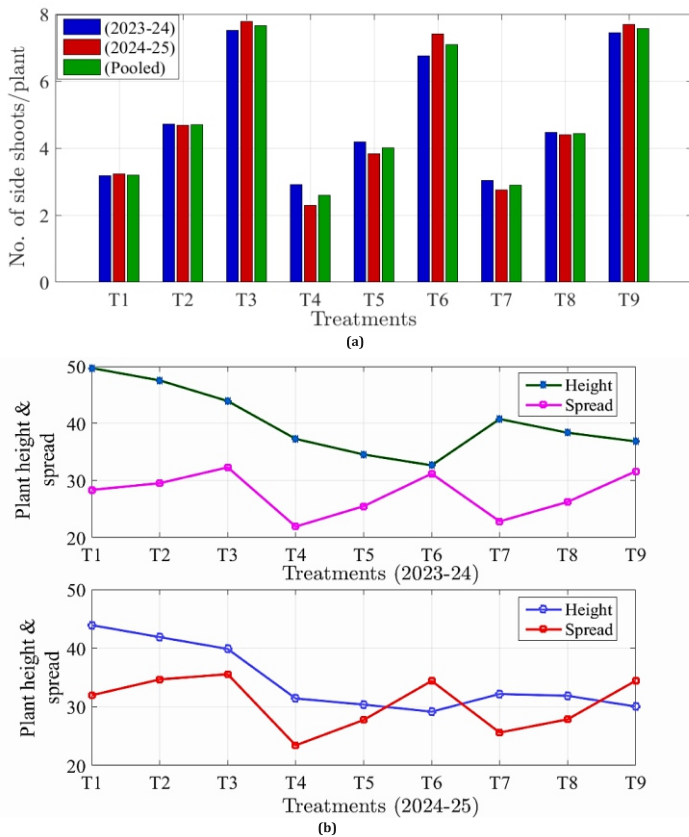 No. of side shoots/plant
8
6
4
2
0
(2023-24)
(2024-25)
(Pooled)
T1 T2 T3 T4 T5 T6 T7 T8 T9
Treatments
(a)
Plant height &
spread
50
40
30
20
Height
Spread
T1 T2 T3 T4 T5 T6 T7 T8 T9
Treatments (2023-24)
Plant height &
spread
50
40
30
20
Height
Spread
T1 T2 T3 T4 T5 T6 T7 T8 T9
Treatments (2024-25)
(b)